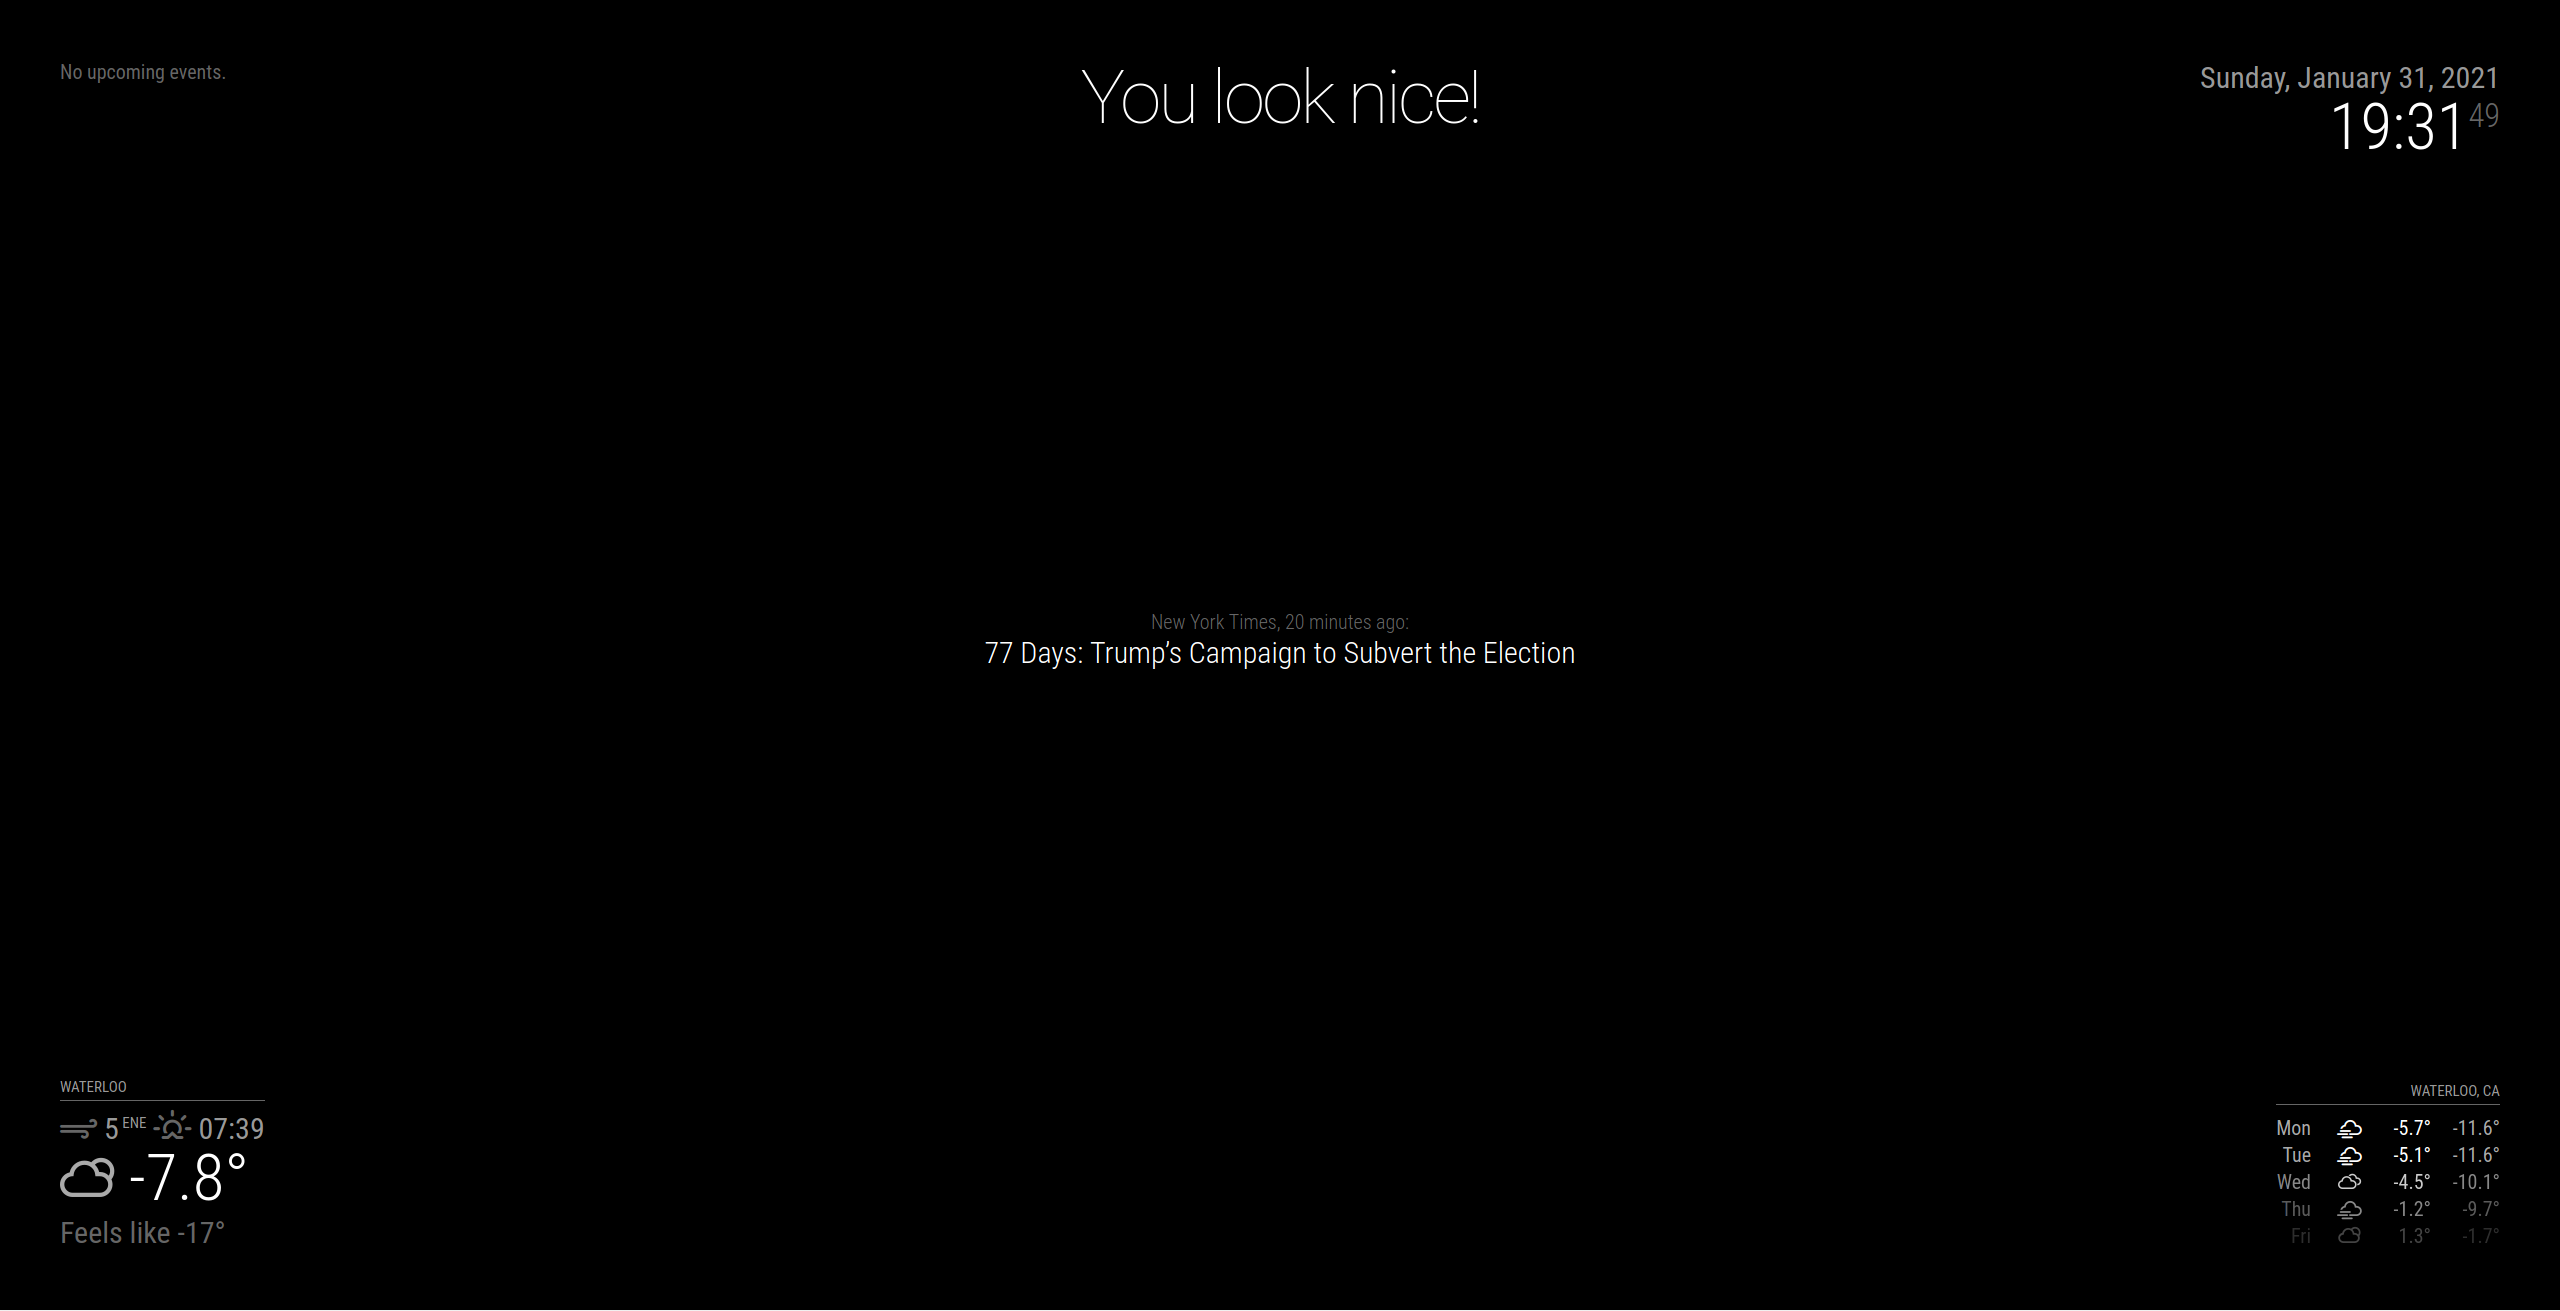 No upcoming events.
You look nice!
Sunday, January 31, 2021
19:31 49
New York Times, 20 minutes ago:
77 Days: Trump’s Campaign to Subvert the Election
WATERLOO
5 ENE 07:39
-7.8°
Feels like -17°
WATERLOO, CA
Mon -5.7° -11.6°
Tue -5.1° -11.6°
Wed -4.5° -10.1°
Thu -1.2° -9.7°
Fri 1.3° -1.7°